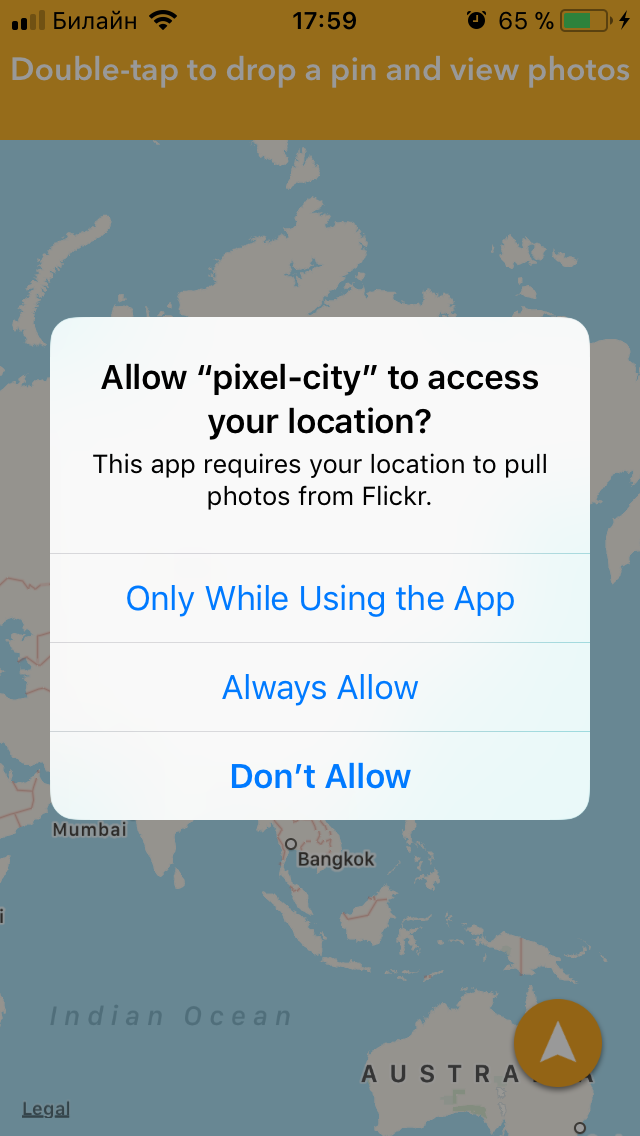 Билайн 17:59 65 %
Double-tap to drop a pin and view photos
Allow “pixel-city” to access
your location?
This app requires your location to pull
photos from Flickr.
Only While Using the App
Always Allow
Don’t Allow
Mumbai
Bangkok
Indian Ocean
Legal